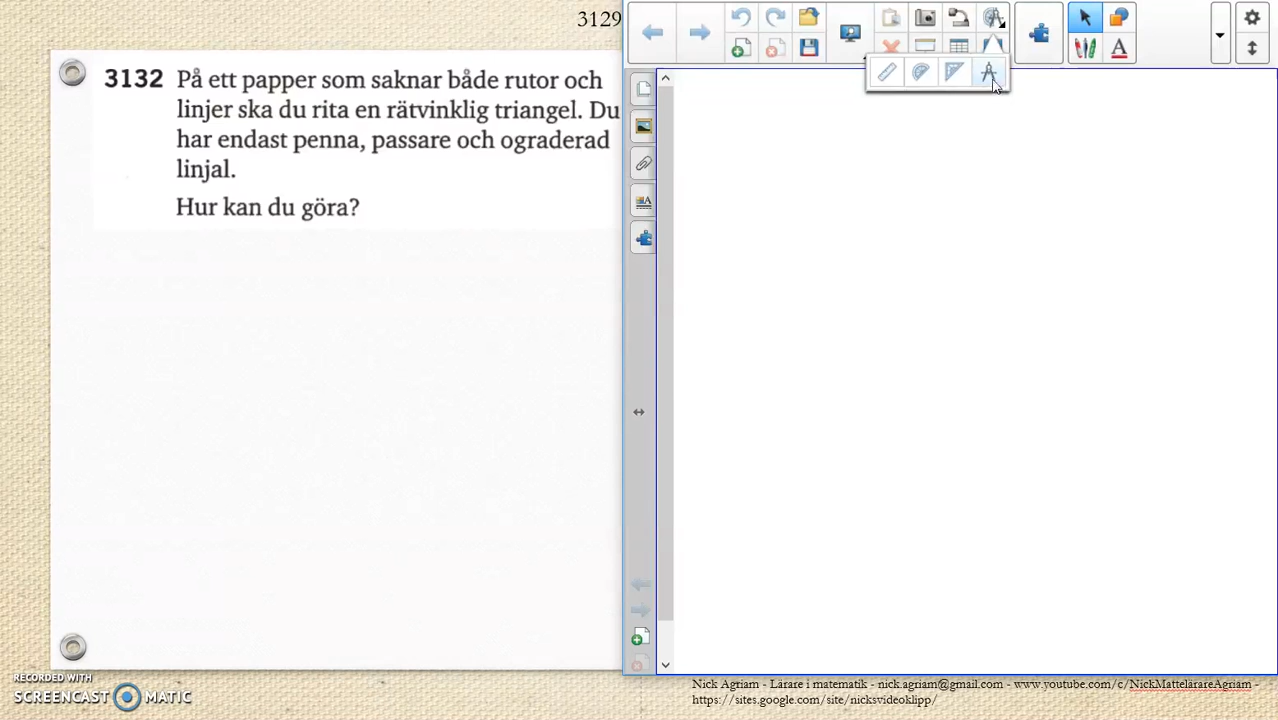 3129
3132 På ett papper som saknar både rutor och
linjer ska du rita en rätvinklig triangel. Du
har endast penna, passare och ograderad
linjal.
Hur kan du göra?
RECORDED WITH
SCREENCAST MATIC
Nick Agriam - Lärare i matematik - nick.agriam@gmail.com - www.youtube.com/c/NickMattelärareAgriam -
https://sites.google.com/site/nicksvideoklipp/